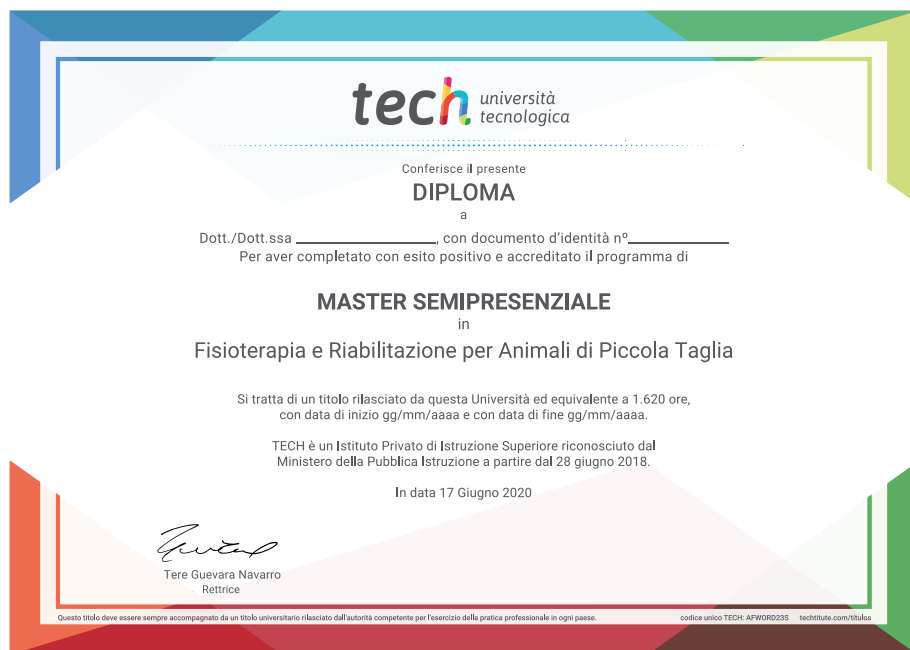 tech università
tecnologica
Conferisce il presente
DIPLOMA
a
Dott./Dott.ssa ________________, con documento d'identità nº____________
Per aver completato con esito positivo e accreditato il programma di
MASTER SEMIPRESENZIALE
in
Fisioterapia e Riabilitazione per Animali di Piccola Taglia
Si tratta di un titolo rilasciato da questa Università ed equivalente a 1.620 ore,
con data di inizio gg/mm/aaaa e con data di fine gg/mm/aaaa.
TECH è un Istituto Privato di Istruzione Superiore riconosciuto dal
Ministero della Pubblica Istruzione a partire dal 28 giugno 2018.
In data 17 Giugno 2020
Tere Guevara Navarro
Rettrice
Questo titolo deve essere sempre accompagnato da un titolo universitario rilasciato dall'autorità competente per l'esercizio della pratica professionale in ogni paese. codice unico TECH: AFWORD23S techtitute.com/titulos